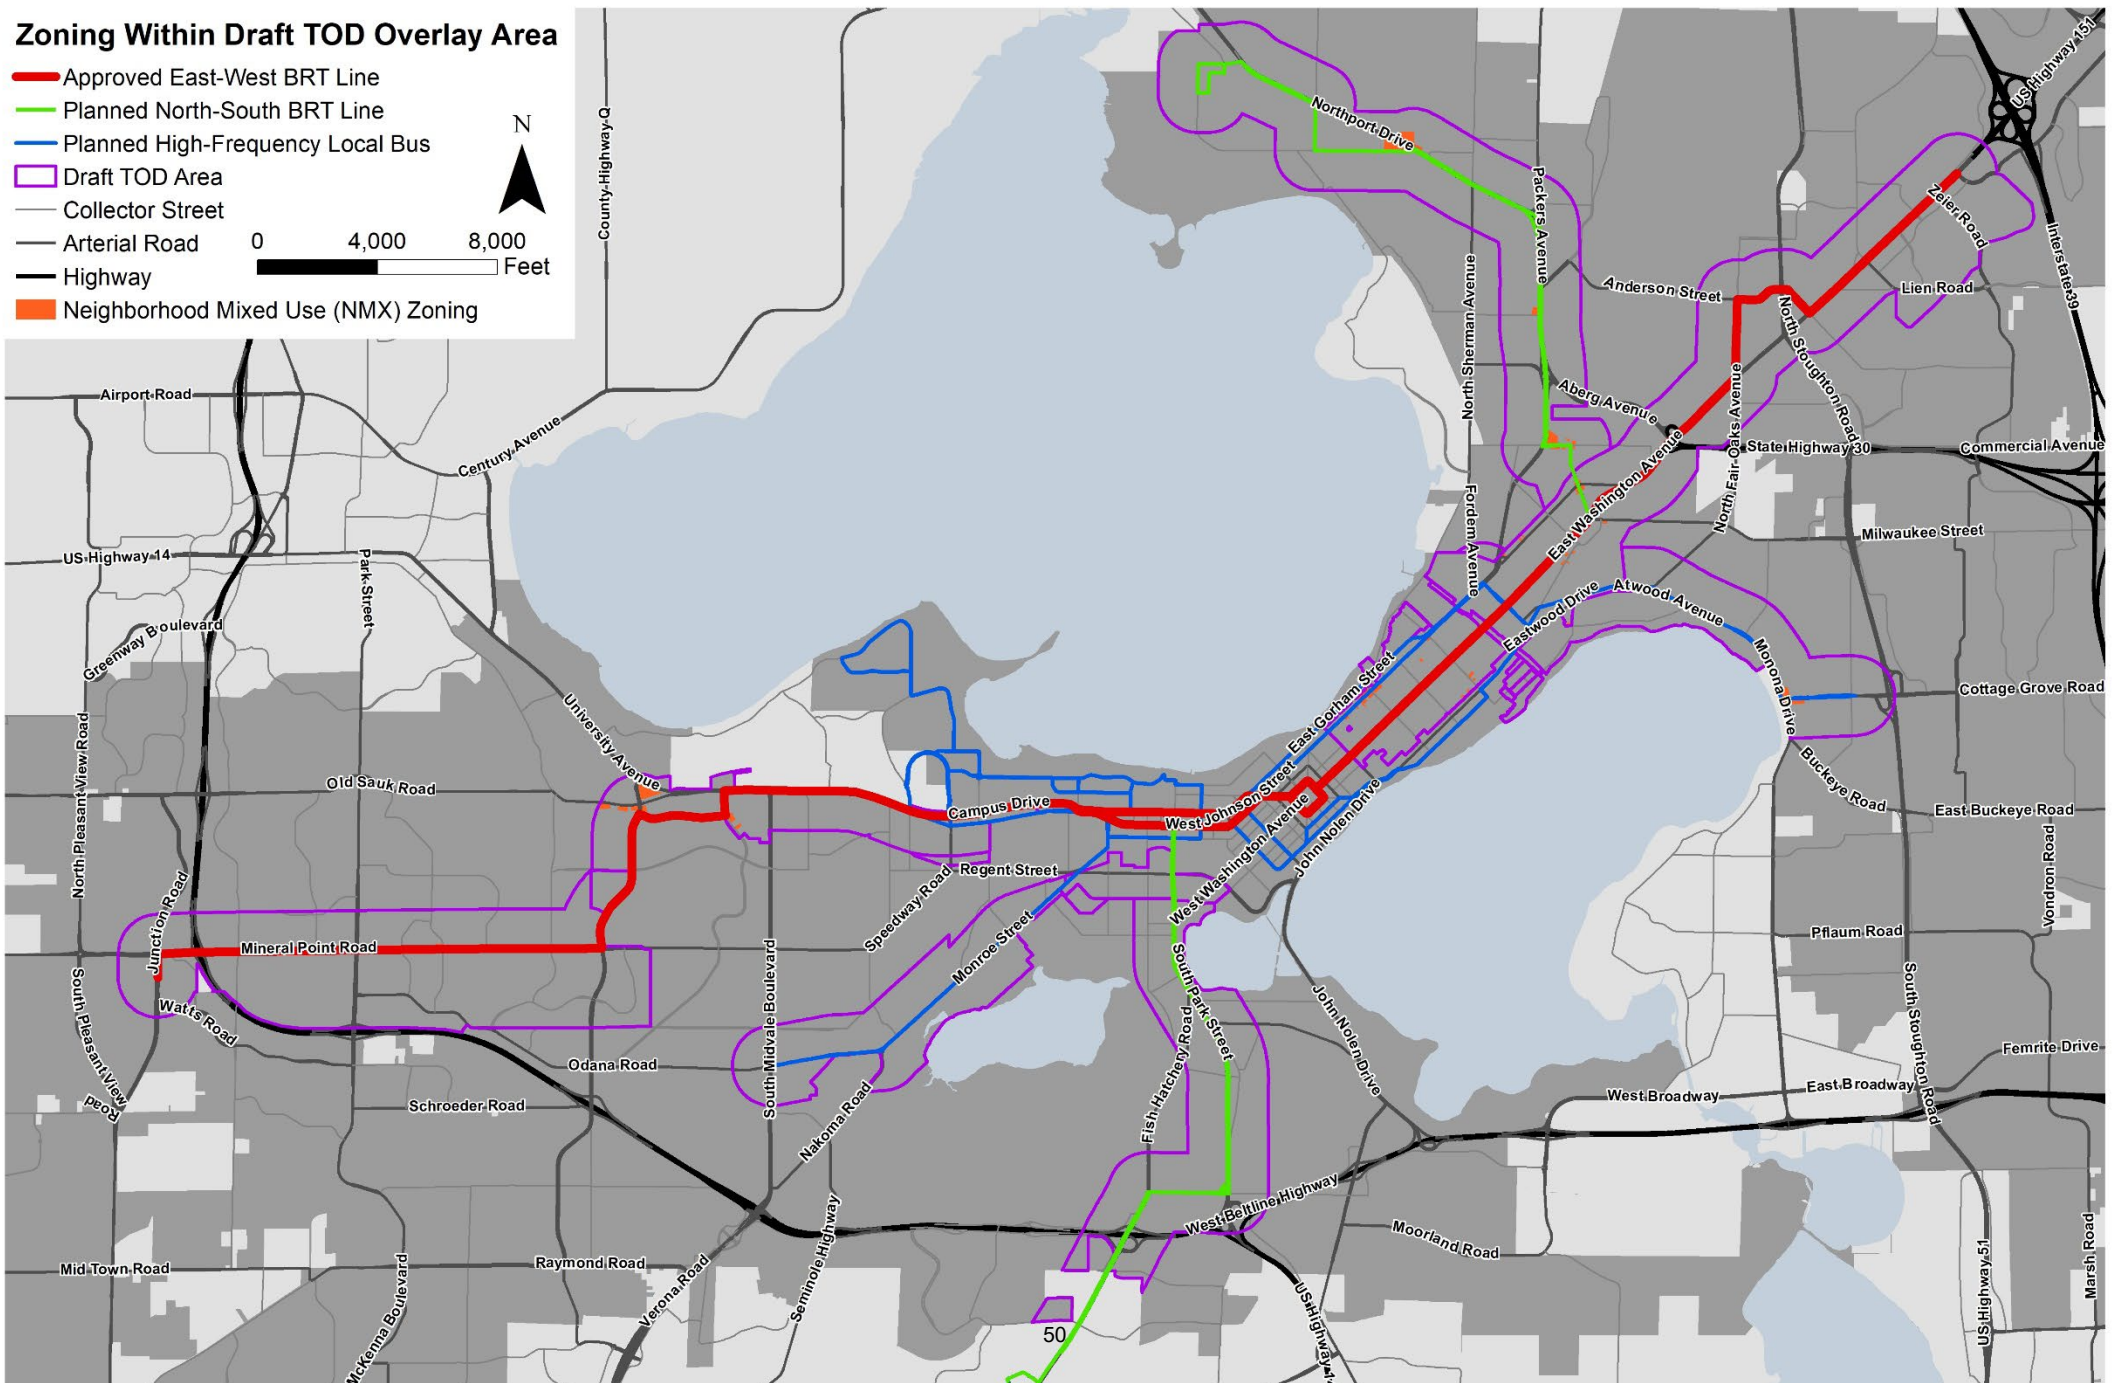 Zoning Within Draft TOD Overlay Area
Approved East-West BRT Line
Planned North-South BRT Line
Planned High-Frequency Local Bus
Draft TOD Area
Collector Street
Arterial Road
Highway
Neighborhood Mixed Use (NMX) Zoning
N
0 4,000 8,000
Feet
County Highway Q
Northport Drive
Packers Avenue
US Highway 151
Zeier Road
Interstate 39
North Sherman Avenue
Anderson Street
Lien Road
North Stoughton Road
Airport Road
Century Avenue
Aberg Avenue
North Fair Oaks Avenue
State Highway 30
Commercial Avenue
East Washington Avenue
Fordem Avenue
Milwaukee Street
US Highway 14
Park Street
Greenway Boulevard
Eastwood Drive
Atwood Avenue
Monona Drive
Cottage Grove Road
East Gorham Street
University Avenue
North Pleasant View Road
Old Sauk Road
Buckeye Road
East Buckeye Road
Campus Drive
West Johnson Street
West Washington Avenue
John Nolen Drive
Vondron Road
Regent Street
Speedway Road
Junction Road
Mineral Point Road
Monroe Street
Pflaum Road
South Park Street
South Pleasant View
Road
Watts Road
South Midvale Boulevard
Odana Road
Fish Hatchery Road
John Nolen Drive
South Stoughton Road
Femrite Drive
Schroeder Road
Nakoma Road
West Broadway
East Broadway
West Beltline Highway
Moorland Road
Mid Town Road
McKenna Boulevard
Raymond Road
Verona Road
Seminole Highway
US Highway 14
US Highway 51
Marsh Road
50